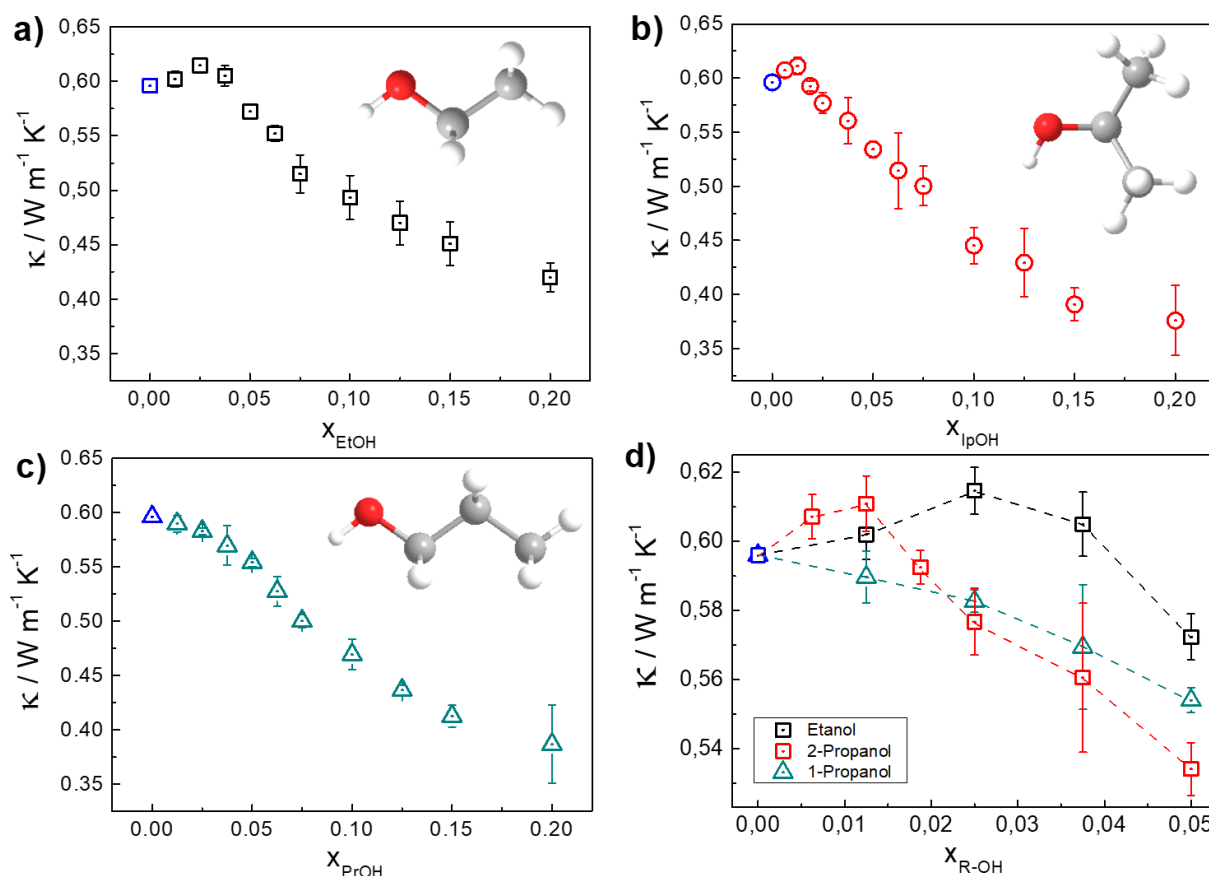 a)
0,65
0,60
0,55
0,50
0,45
0,40
0,35
κ / W m⁻¹ K⁻¹
0,00 0,05 0,10 0,15 0,20
X_EtOH
b)
0,65
0,60
0,55
0,50
0,45
0,40
0,35
κ / W m⁻¹ K⁻¹
0,00 0,05 0,10 0,15 0,20
X_IpOH
c)
0.65
0.60
0.55
0.50
0.45
0.40
0.35
κ / W m⁻¹ K⁻¹
0.00 0.05 0.10 0.15 0.20
X_PrOH
d)
0,62
0,60
0,58
0,56
0,54
κ / W m⁻¹ K⁻¹
Etanol
2-Propanol
1-Propanol
0,00 0,01 0,02 0,03 0,04 0,05
X_R-OH